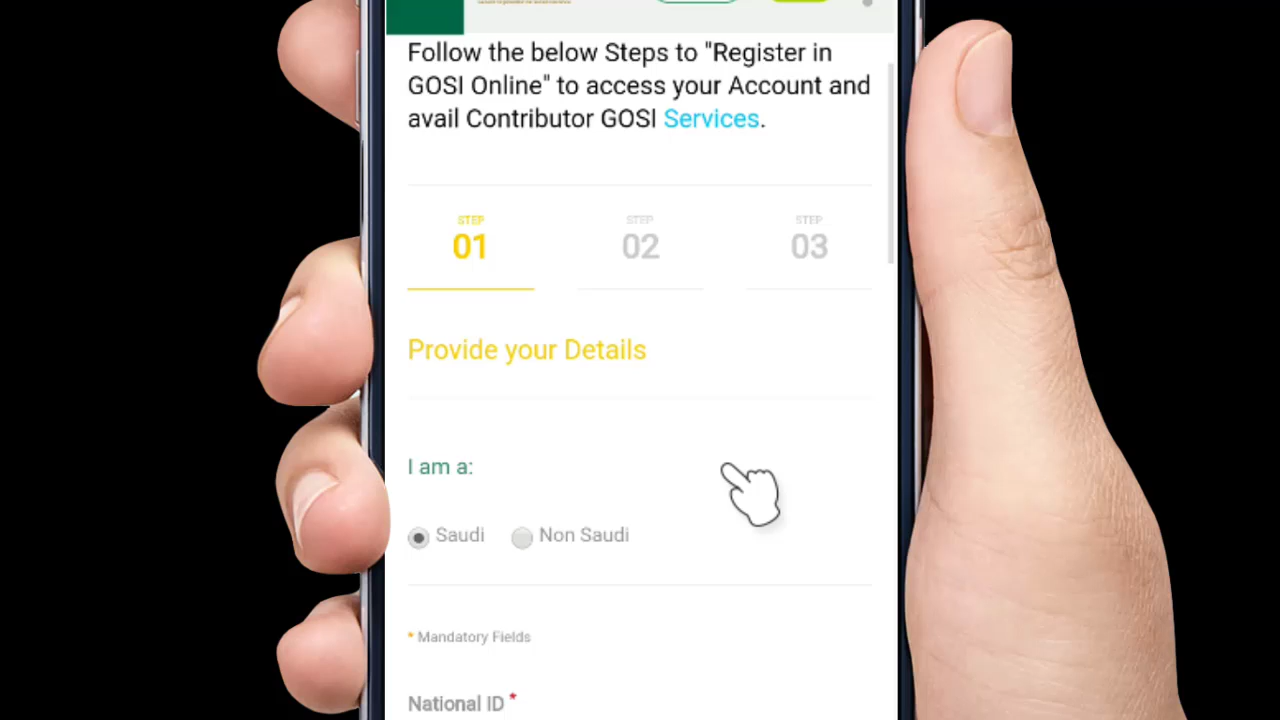 Follow the below Steps to "Register in
GOSI Online" to access your Account and
avail Contributor GOSI Services.
STEP STEP STEP
01 02 03
Provide your Details
I am a:
Saudi Non Saudi
* Mandatory Fields
National ID *